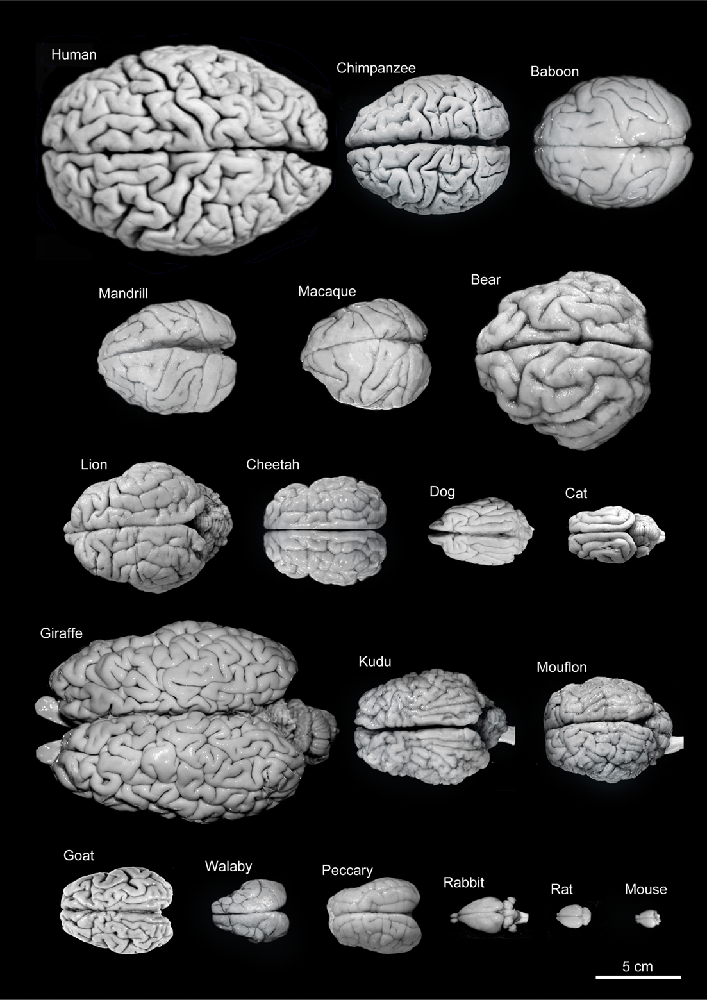 Human
Chimpanzee
Baboon
Mandrill
Macaque
Bear
Lion
Cheetah
Dog
Cat
Giraffe
Kudu
Mouflon
Goat
Walaby
Peccary
Rabbit
Rat
Mouse
5 cm